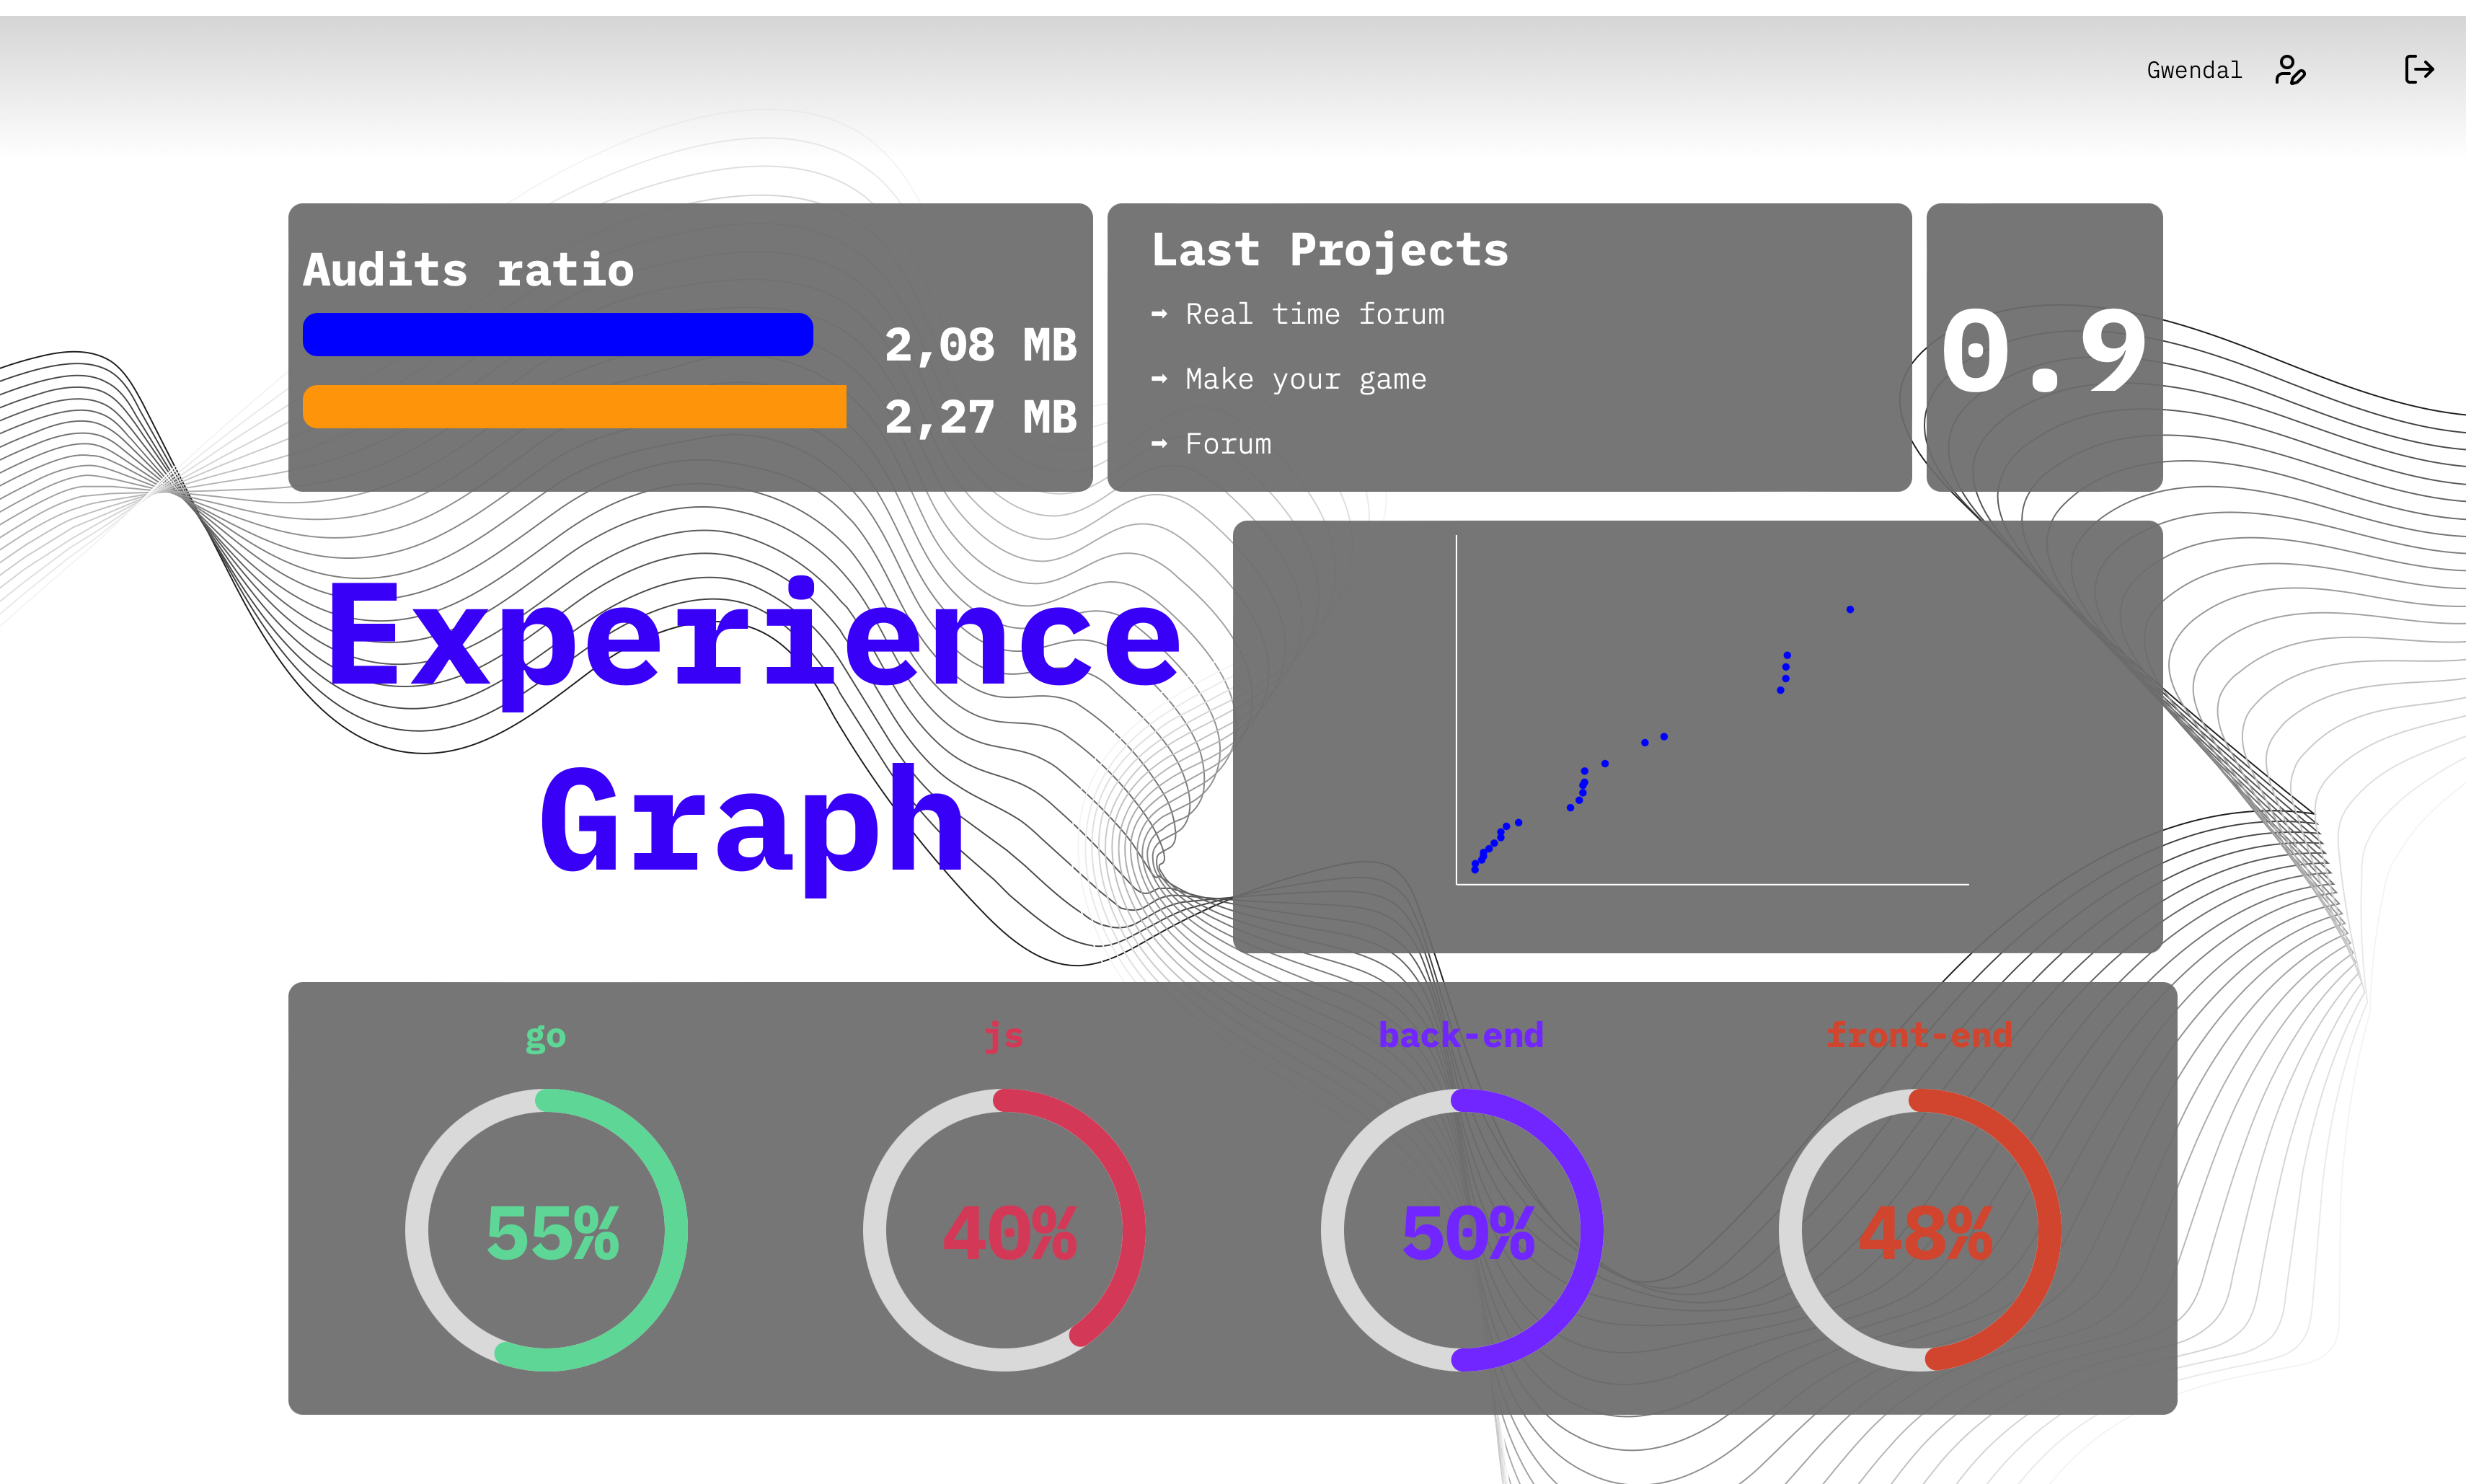 Gwendal
Audits ratio
2,08 MB
2,27 MB
Last Projects
➞ Real time forum
➞ Make your game
➞ Forum
0.9
Experience
Graph
go
js
back-end
front-end
55%
40%
50%
48%